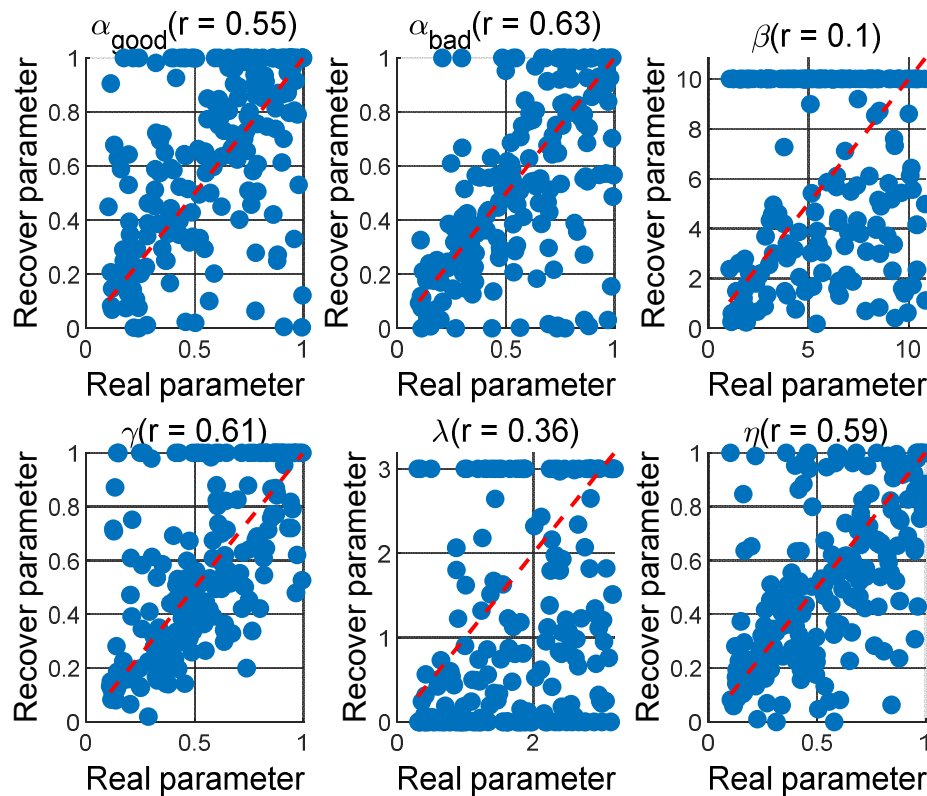 α_good(r = 0.55)
Recover parameter
1
0.8
0.6
0.4
0.2
0
0 0.5 1
Real parameter
α_bad(r = 0.63)
Recover parameter
1
0.8
0.6
0.4
0.2
0
0 0.5 1
Real parameter
β(r = 0.1)
Recover parameter
10
8
6
4
2
0
5 10
Real parameter
γ(r = 0.61)
Recover parameter
1
0.8
0.6
0.4
0.2
0
0 0.5 1
Real parameter
λ(r = 0.36)
Recover parameter
3
2
1
0
0 2
Real parameter
η(r = 0.59)
Recover parameter
1
0.8
0.6
0.4
0.2
0
0 0.5 1
Real parameter